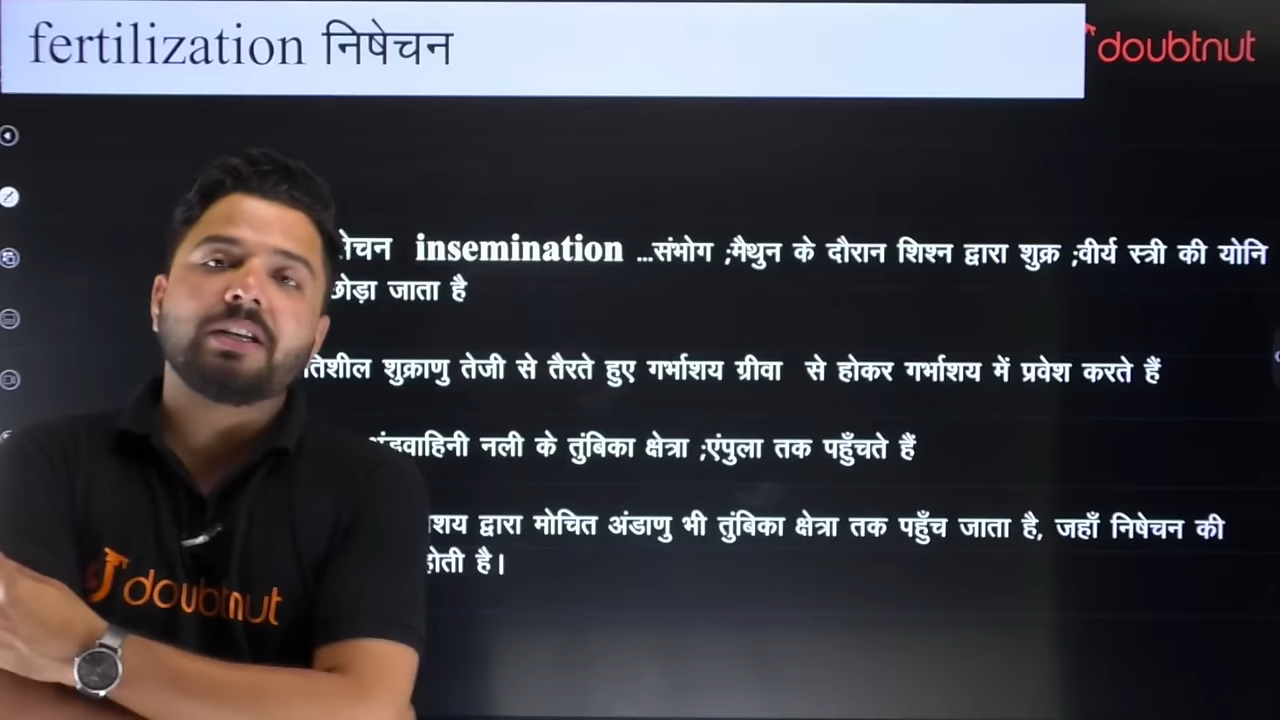 fertilization निषेचन
doubtnut
insemination ...संभोग ;मैथुन के दौरान शिश्न द्वारा शुक्र ;वीर्य स्त्री की योनि
छोड़ा जाता है
शुक्राणु तेजी से तैरते हुए गर्भाशय ग्रीवा से होकर गर्भाशय में प्रवेश करते हैं
नली के तुंबिका क्षेत्रा ;एंपुला तक पहुँचते हैं
द्वारा मोचित अंडाणु भी तुंबिका क्षेत्रा तक पहुँच जाता है, जहाँ निषेचन की
होती है।
doubtnut